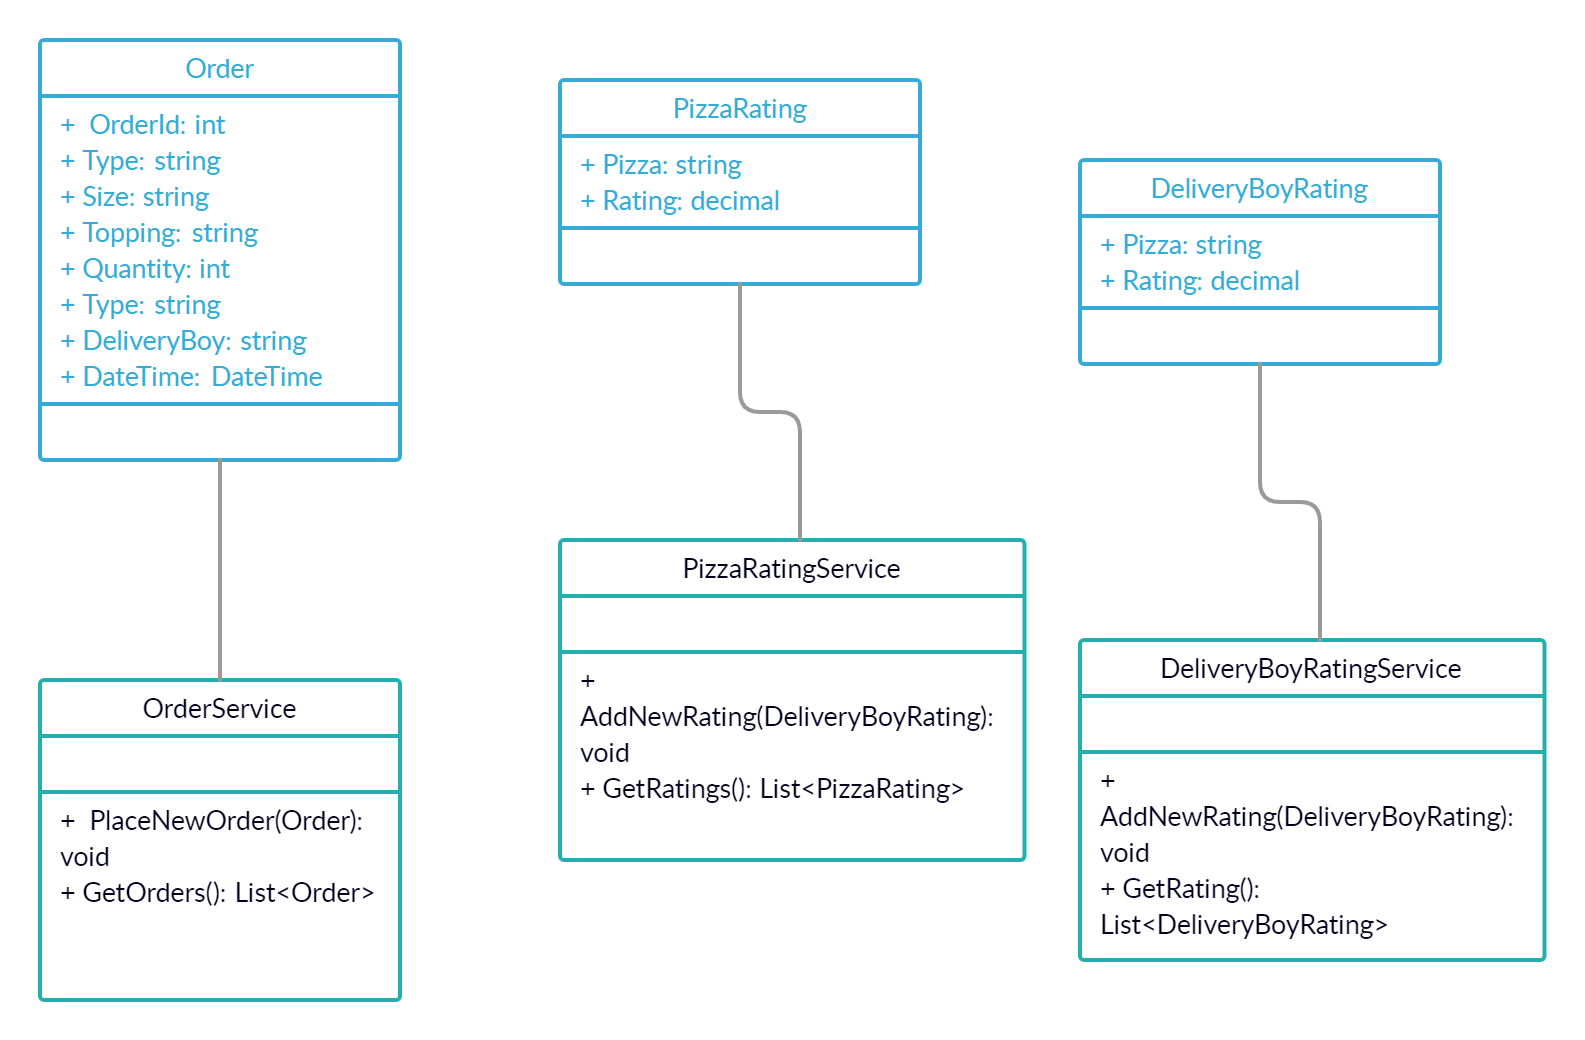 Order
+ OrderId: int
+ Type: string
+ Size: string
+ Topping: string
+ Quantity: int
+ Type: string
+ DeliveryBoy: string
+ DateTime: DateTime
PizzaRating
+ Pizza: string
+ Rating: decimal
DeliveryBoyRating
+ Pizza: string
+ Rating: decimal
OrderService
+ PlaceNewOrder(Order):
void
+ GetOrders(): List<Order>
PizzaRatingService
+
AddNewRating(DeliveryBoyRating):
void
+ GetRatings(): List<PizzaRating>
DeliveryBoyRatingService
+
AddNewRating(DeliveryBoyRating):
void
+ GetRating():
List<DeliveryBoyRating>